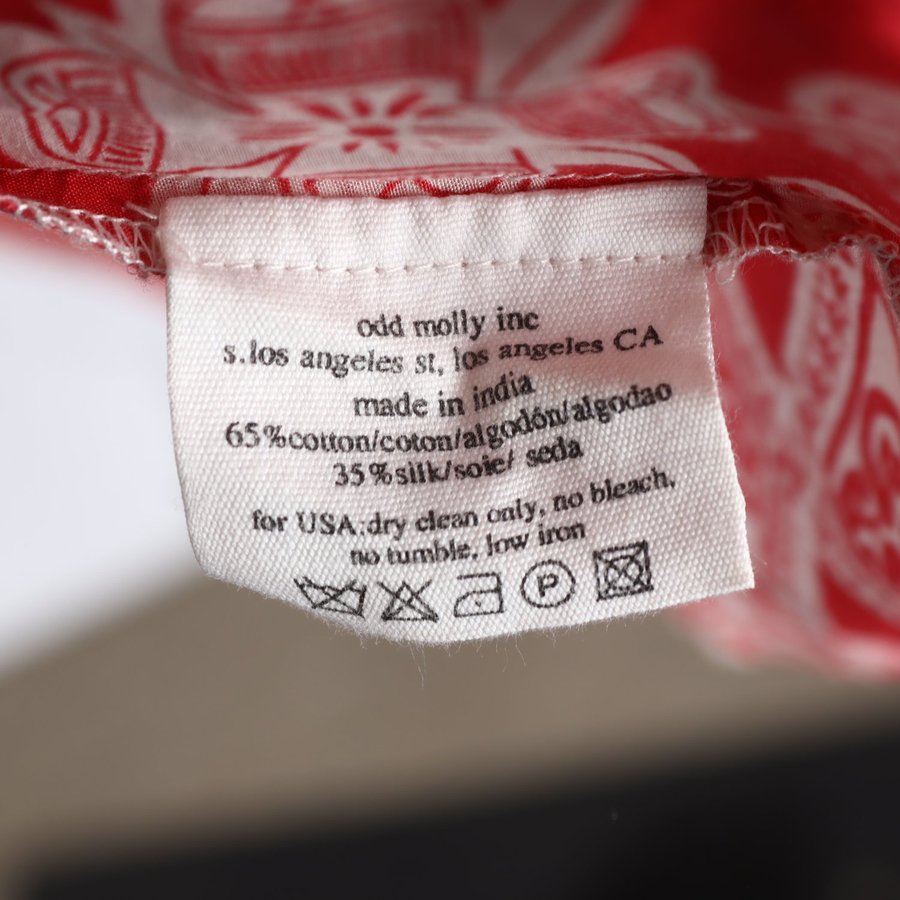 odd molly inc
s.los angeles st, los angeles CA
made in india
65%cotton/coton/algodón/algodao
35%silk/soie/ seda
for USA:dry clean only, no bleach,
no tumble, low iron
P